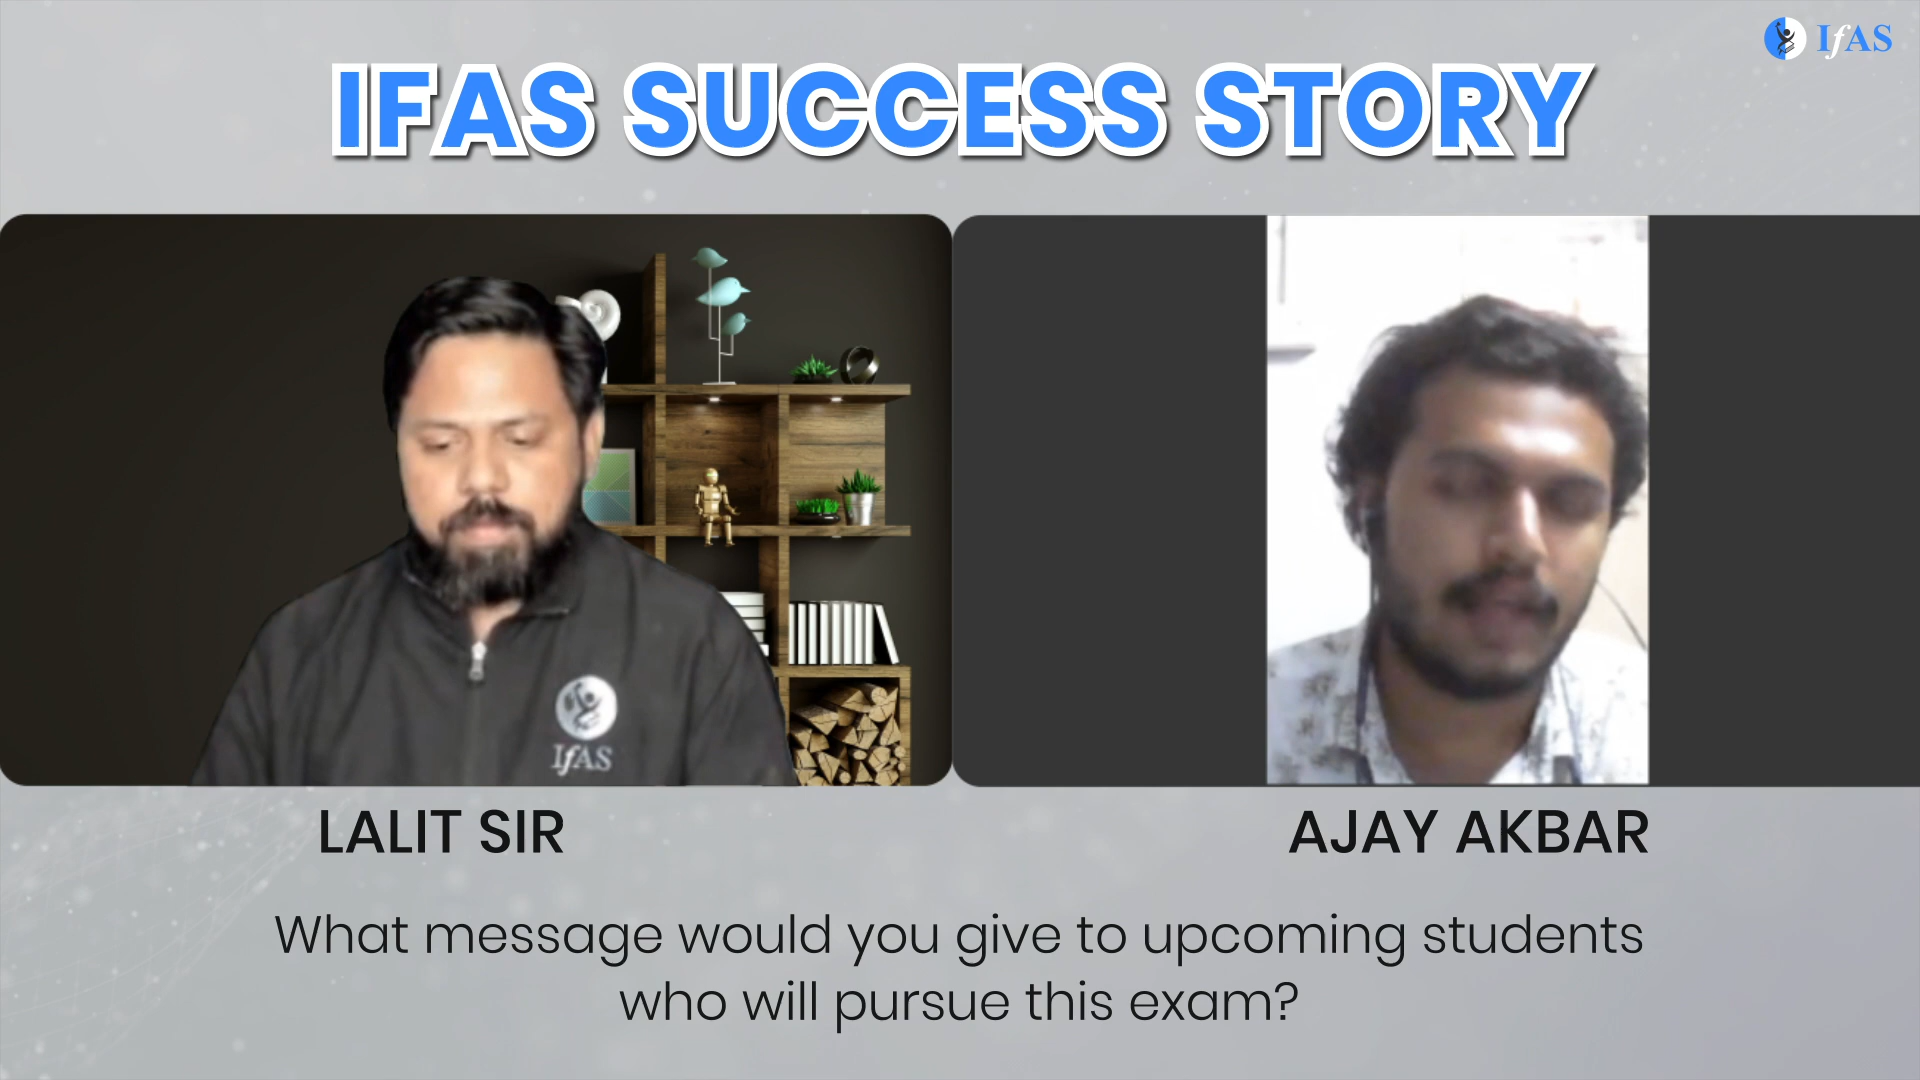 IfAS
IFAS SUCCESS STORY
IfAS
LALIT SIR
AJAY AKBAR
What message would you give to upcoming students
who will pursue this exam?